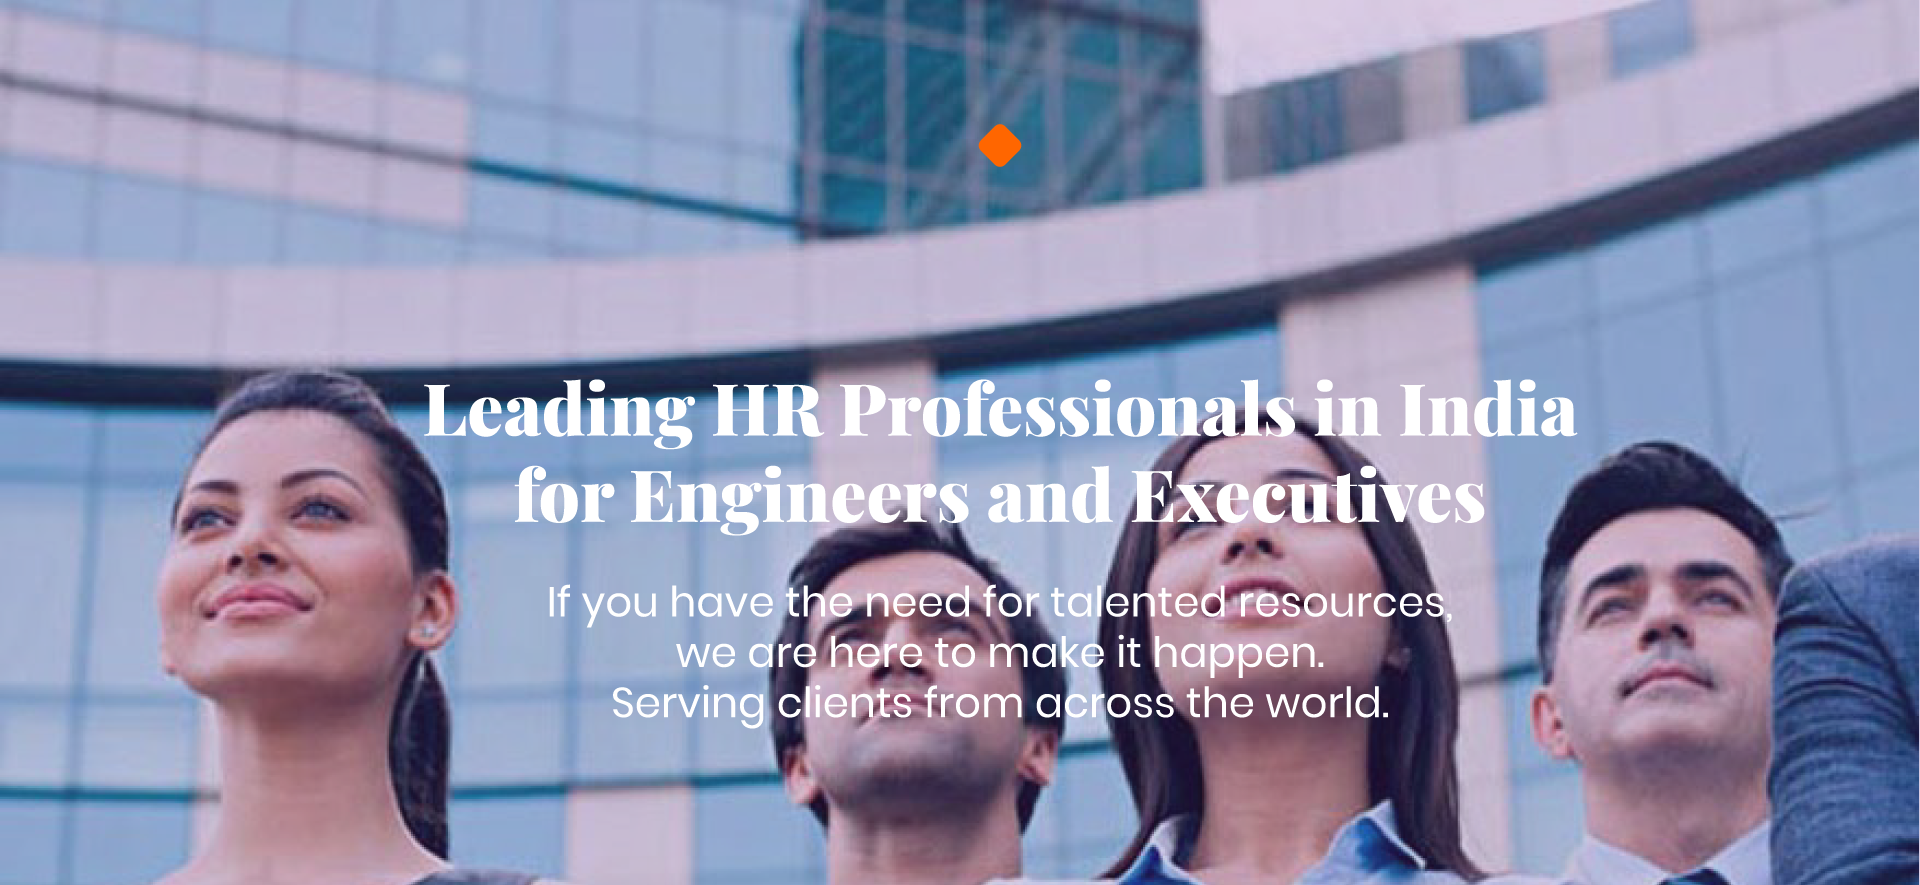 Leading HR Professionals in India
for Engineers and Executives
If you have the need for talented resources,
we are here to make it happen.
Serving clients from across the world.